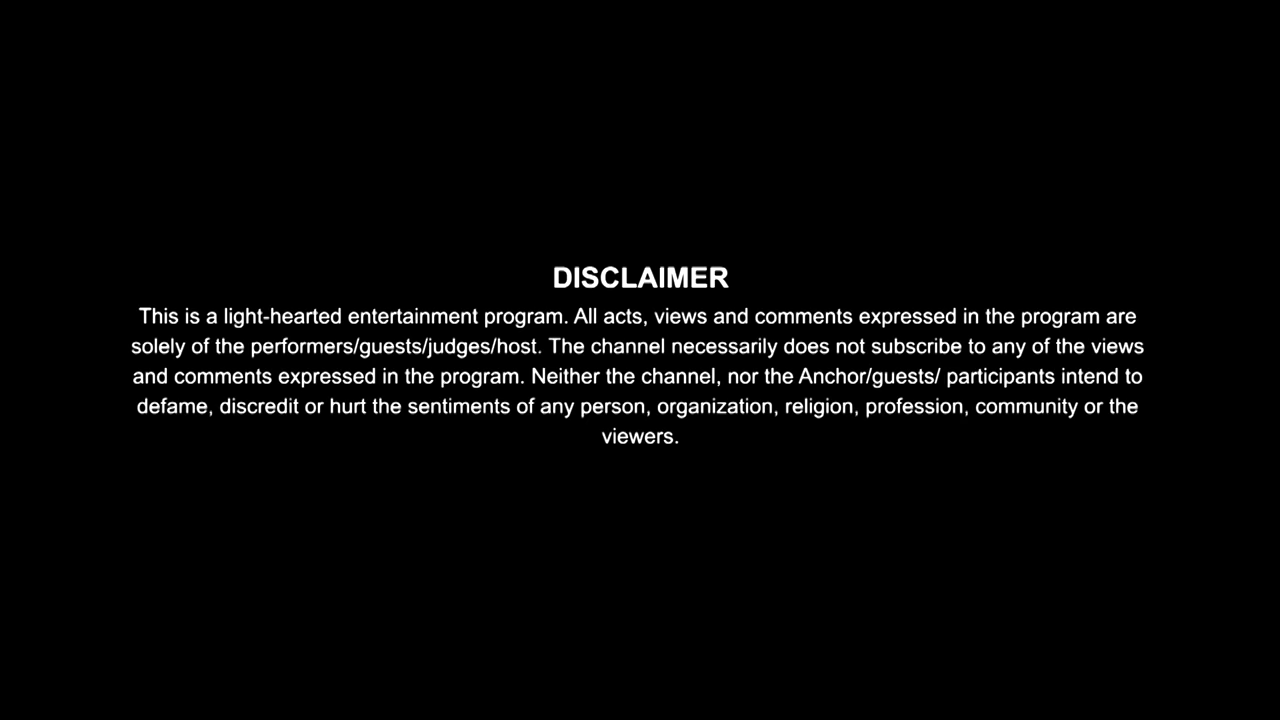 DISCLAIMER
This is a light-hearted entertainment program. All acts, views and comments expressed in the program are
solely of the performers/guests/judges/host. The channel necessarily does not subscribe to any of the views
and comments expressed in the program. Neither the channel, nor the Anchor/guests/ participants intend to
defame, discredit or hurt the sentiments of any person, organization, religion, profession, community or the
viewers.